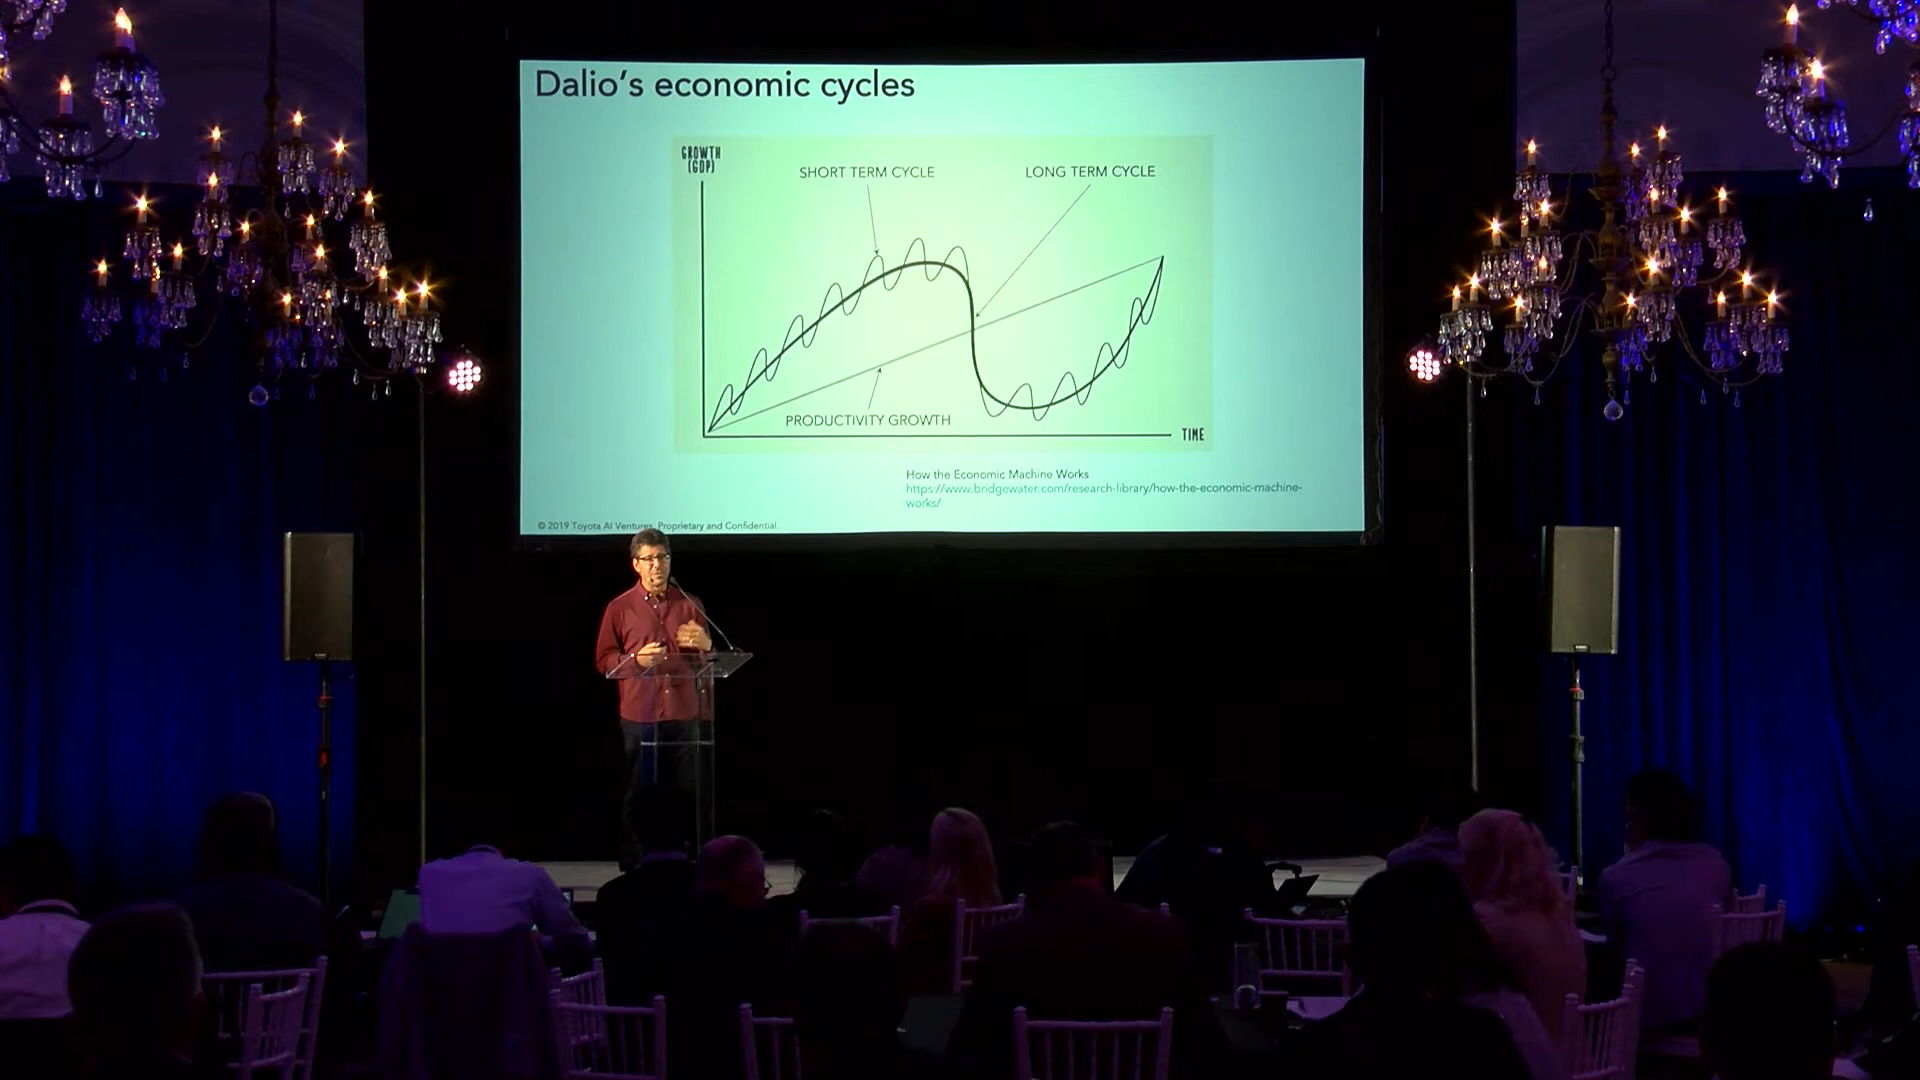 Dalio's economic cycles
GROWTH
(GDP)
SHORT TERM CYCLE
LONG TERM CYCLE
PRODUCTIVITY GROWTH
TIME
How the Economic Machine Works
https://www.bridgewater.com/research-library/how-the-economic-machine-
works/
© 2019 Toyota AI Ventures. Proprietary and Confidential.